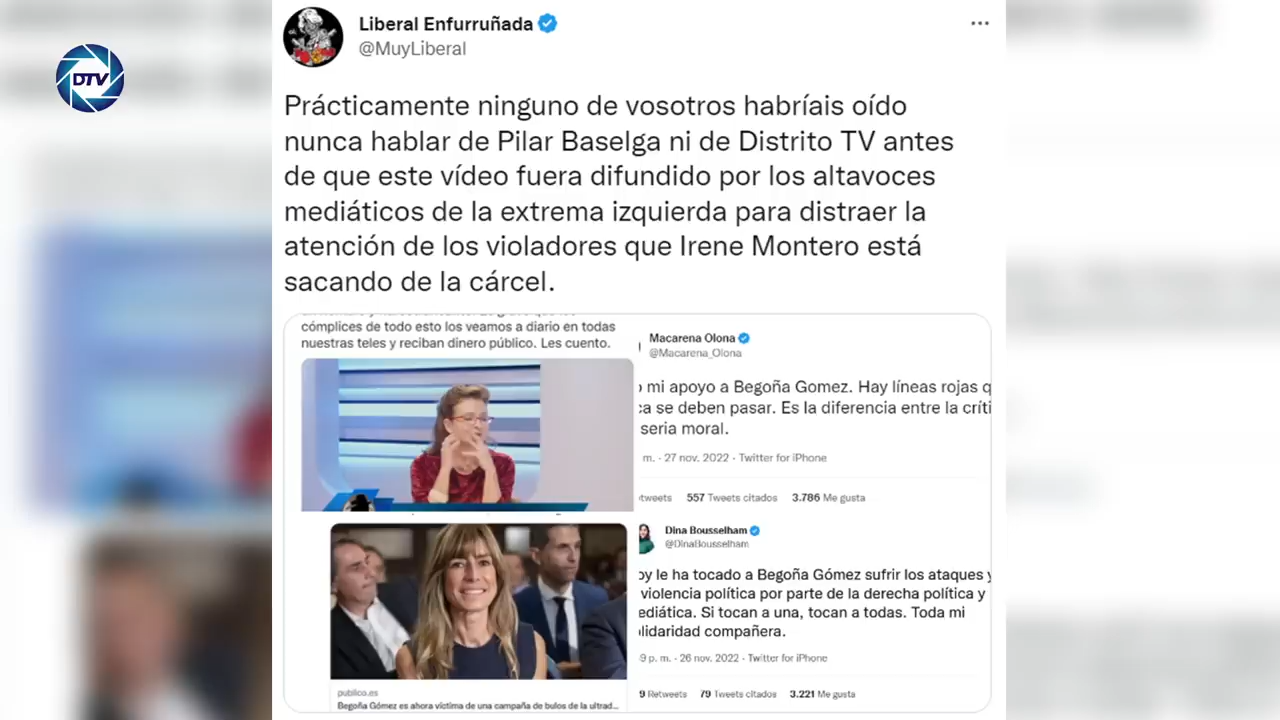 DTV
Liberal Enfurruñada
@MuyLiberal
Prácticamente ninguno de vosotros habríais oído
nunca hablar de Pilar Baselga ni de Distrito TV antes
de que este vídeo fuera difundido por los altavoces
mediáticos de la extrema izquierda para distraer la
atención de los violadores que Irene Montero está
sacando de la cárcel.
cómplices de todo esto los veamos a diario en todas
nuestras teles y reciban dinero público. Les cuento.
publico.es
Begoña Gómez es ahora víctima de una campaña de bulos de la ultrad...
Macarena Olona
@Macarena_Olona
mi apoyo a Begoña Gomez. Hay líneas rojas q
se deben pasar. Es la diferencia entre la críti
seria moral.
m. · 27 nov. 2022 · Twitter for iPhone
tweets 557 Tweets citados 3.786 Me gusta
Dina Bousselham
@DinaBousselham
oy le ha tocado a Begoña Gómez sufrir los ataques y
violencia política por parte de la derecha política y
ediática. Si tocan a una, tocan a todas. Toda mi
lidaridad compañera.
9 p. m. · 26 nov. 2022 · Twitter for iPhone
9 Retweets 79 Tweets citados 3.221 Me gusta